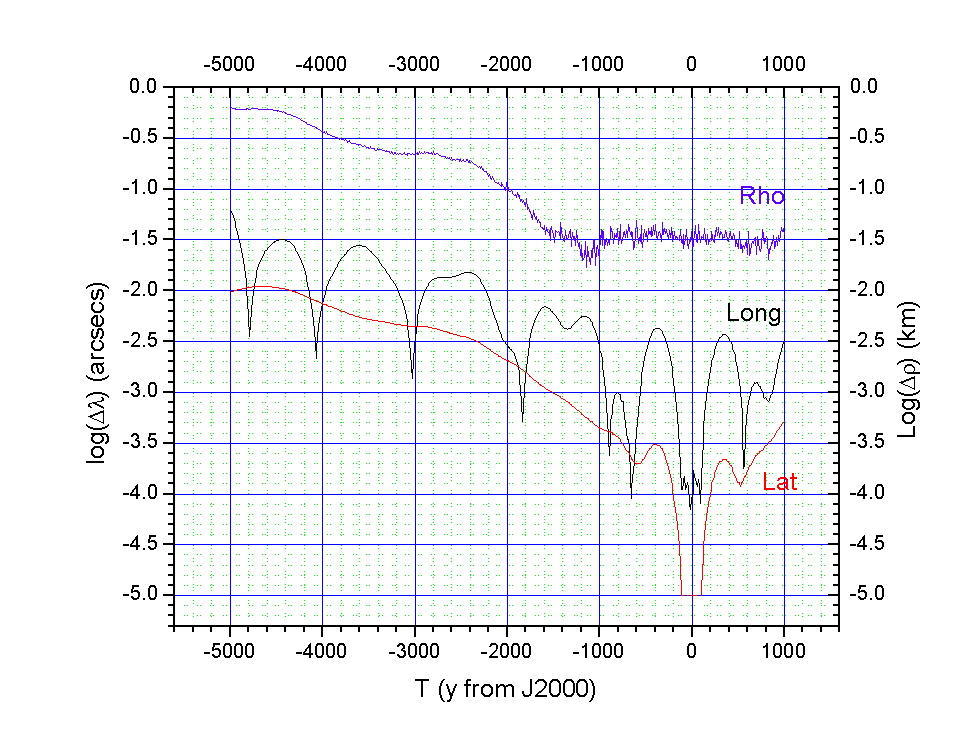 -5000 -4000 -3000 -2000 -1000 0 1000
0.0 0.0
-0.5 -0.5
-1.0 Rho -1.0
-1.5 -1.5
-2.0 -2.0
Long
-2.5 -2.5
-3.0 -3.0
-3.5 -3.5
Lat
-4.0 -4.0
-4.5 -4.5
-5.0 -5.0
log(Δλ) (arcsecs)
Log(Δρ) (km)
-5000 -4000 -3000 -2000 -1000 0 1000
T (y from J2000)